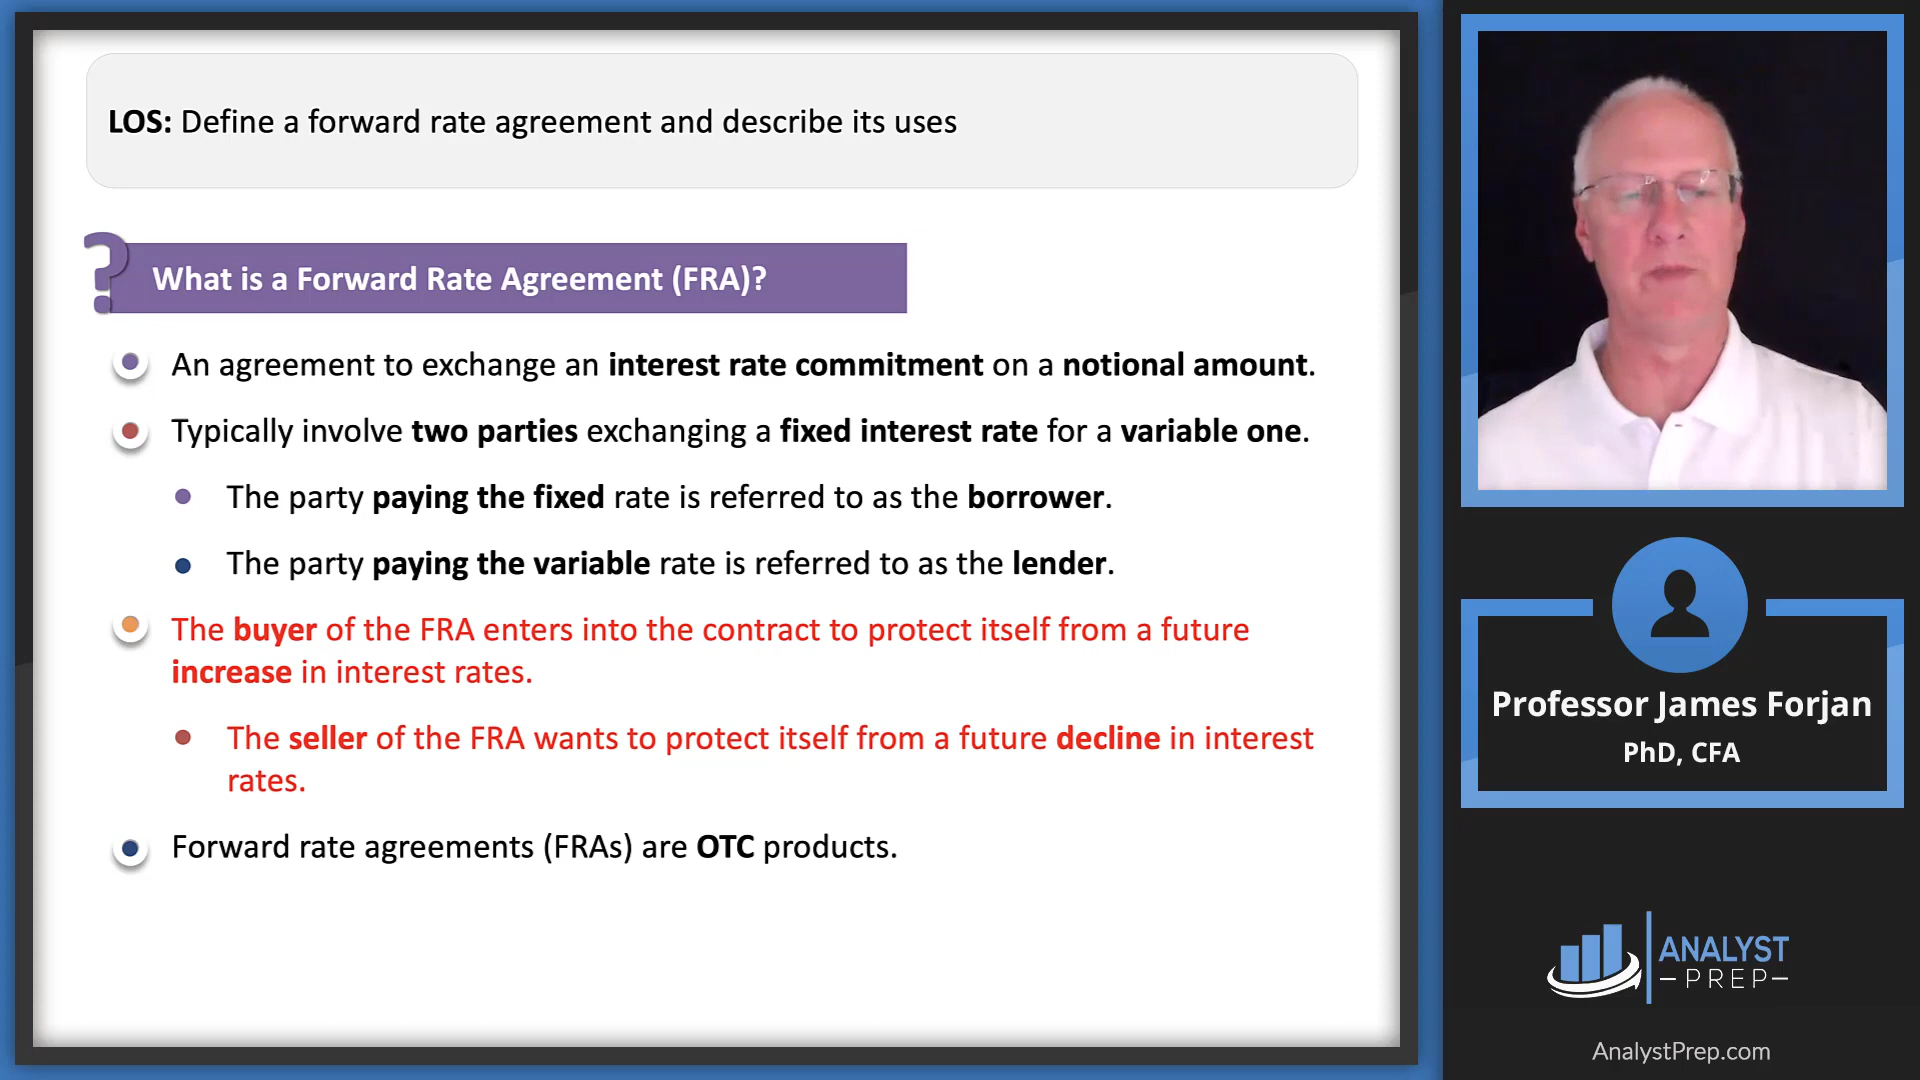 LOS: Define a forward rate agreement and describe its uses
?
What is a Forward Rate Agreement (FRA)?
An agreement to exchange an interest rate commitment on a notional amount.
Typically involve two parties exchanging a fixed interest rate for a variable one.
The party paying the fixed rate is referred to as the borrower.
The party paying the variable rate is referred to as the lender.
The buyer of the FRA enters into the contract to protect itself from a future
increase in interest rates.
The seller of the FRA wants to protect itself from a future decline in interest
rates.
Forward rate agreements (FRAs) are OTC products.
Professor James Forjan
PhD, CFA
ANALYST
PREP
AnalystPrep.com